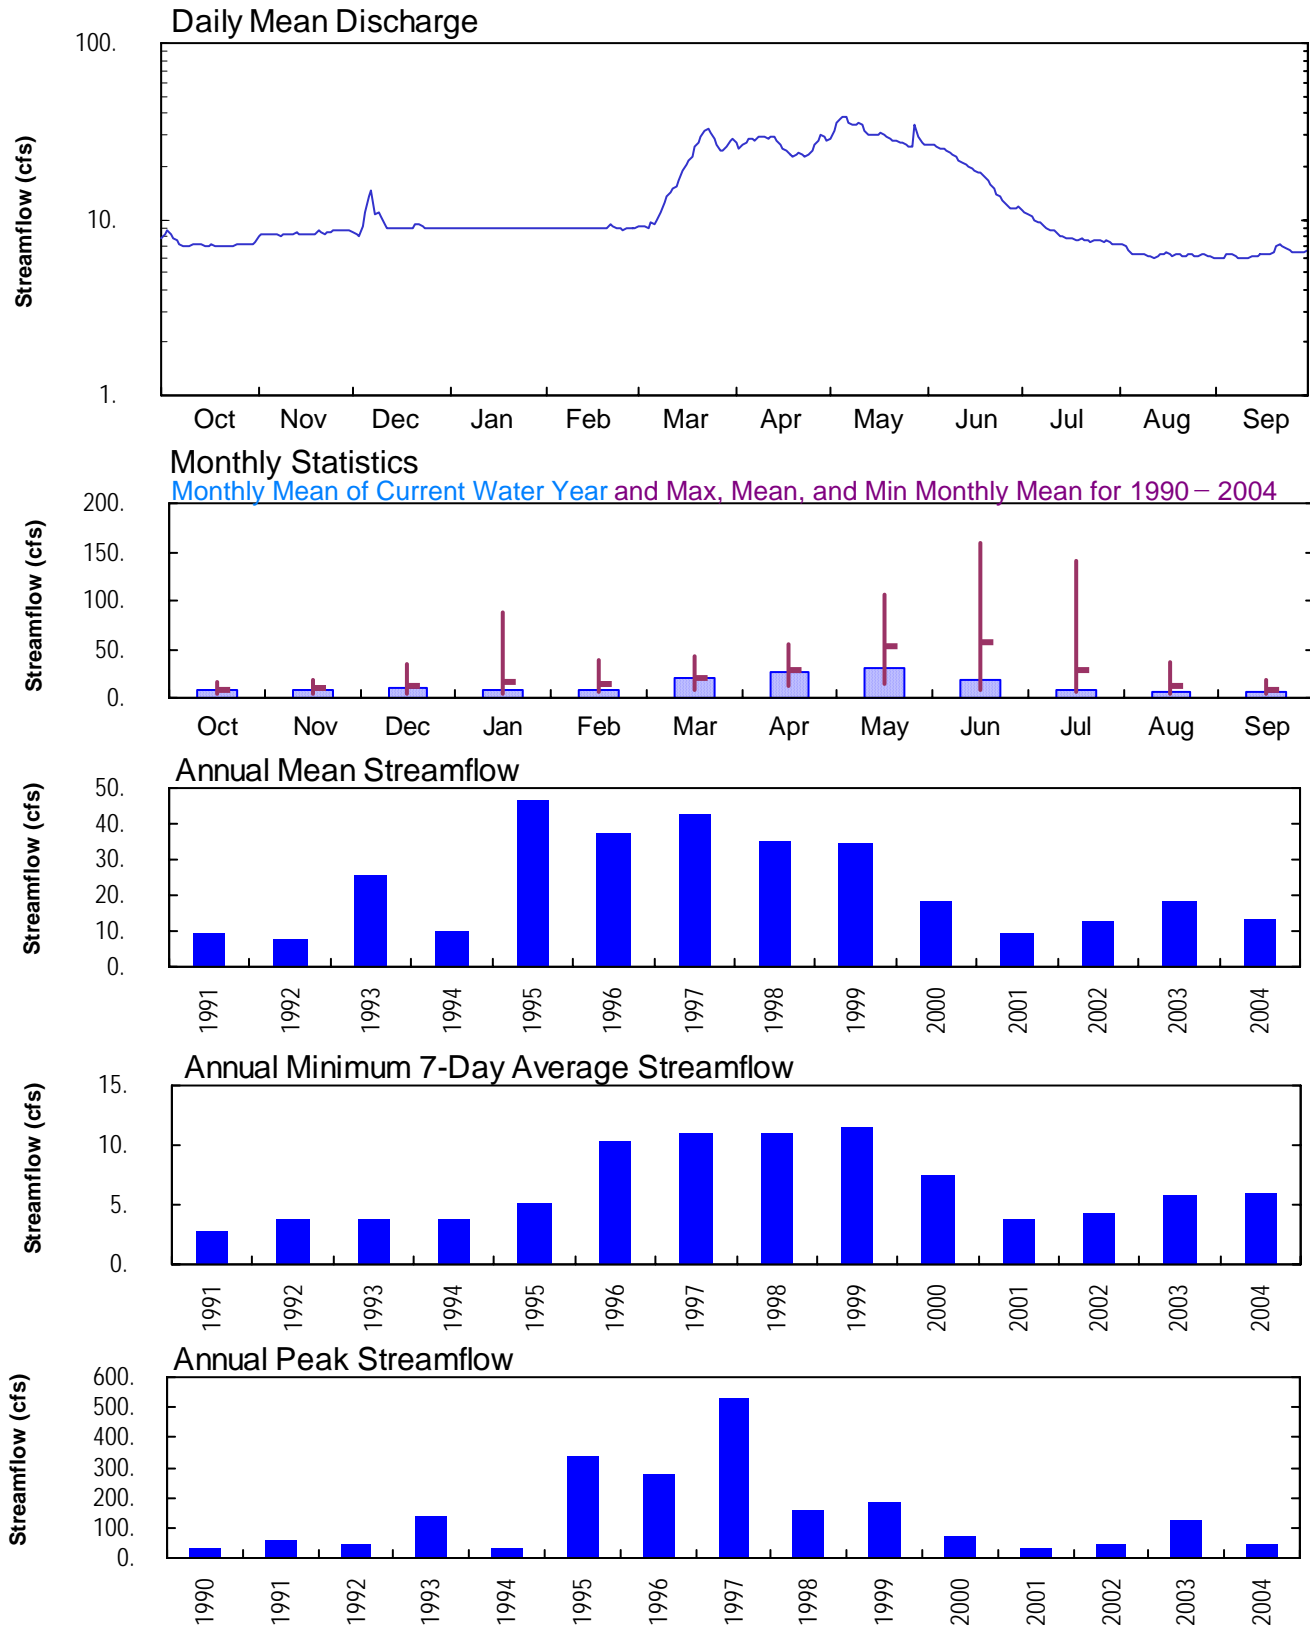 Daily Mean Discharge
Streamflow (cfs)
100.
10.
1.
Oct Nov Dec Jan Feb Mar Apr May Jun Jul Aug Sep
Monthly Statistics
Monthly Mean of Current Water Year and Max, Mean, and Min Monthly Mean for 1990 – 2004
Streamflow (cfs)
200.
150.
100.
50.
0.
Oct Nov Dec Jan Feb Mar Apr May Jun Jul Aug Sep
Annual Mean Streamflow
Streamflow (cfs)
50.
40.
30.
20.
10.
0.
1991 1992 1993 1994 1995 1996 1997 1998 1999 2000 2001 2002 2003 2004
Annual Minimum 7-Day Average Streamflow
Streamflow (cfs)
15.
10.
5.
0.
1991 1992 1993 1994 1995 1996 1997 1998 1999 2000 2001 2002 2003 2004
Annual Peak Streamflow
Streamflow (cfs)
600.
500.
400.
300.
200.
100.
0.
1990 1991 1992 1993 1994 1995 1996 1997 1998 1999 2000 2001 2002 2003 2004